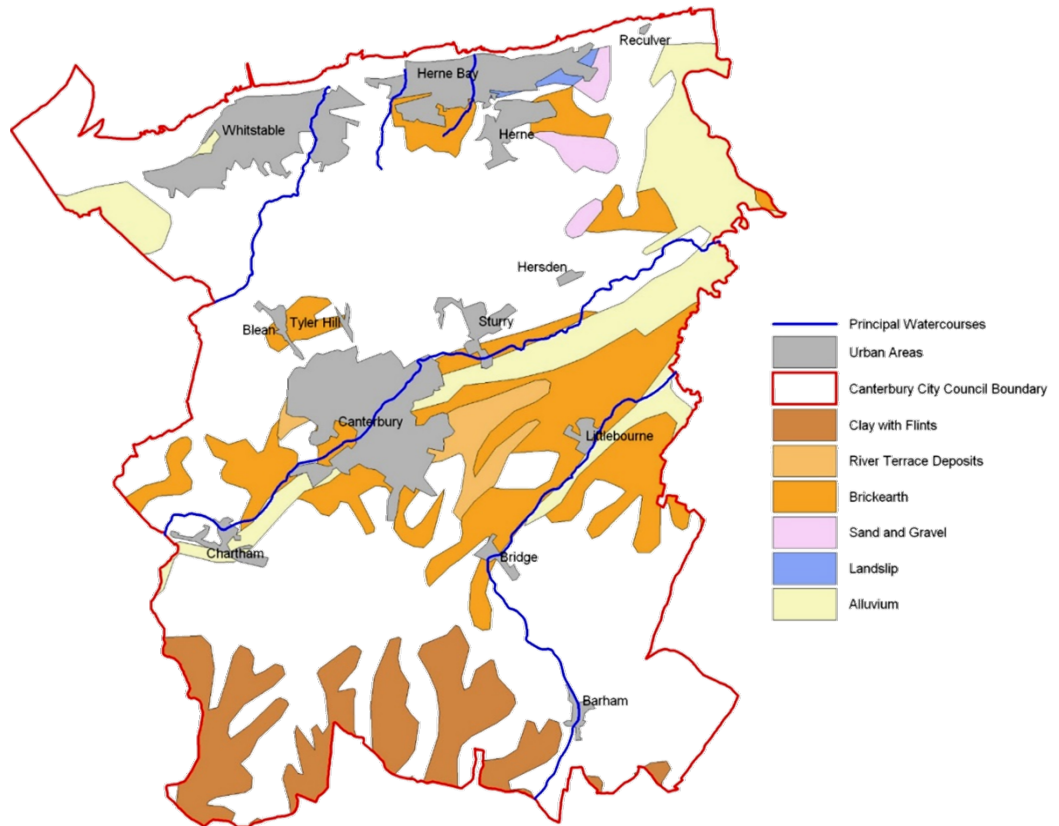 Reculver
Herne Bay
Whitstable
Herne
Hersden
Blean
Tyler Hill
Sturry
Canterbury
Littlebourne
Chartham
Bridge
Barham
Principal Watercourses
Urban Areas
Canterbury City Council Boundary
Clay with Flints
River Terrace Deposits
Brickearth
Sand and Gravel
Landslip
Alluvium